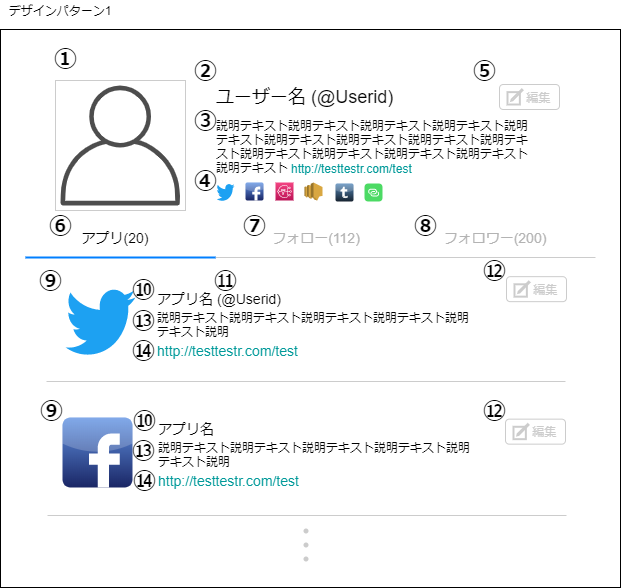 デザインパターン1
①
②
⑤
ユーザー名 (@Userid)
編集
③
説明テキスト説明テキスト説明テキスト説明テキスト説明
テキスト説明テキスト説明テキスト説明テキスト説明テキ
スト説明テキスト説明テキスト説明テキスト説明テキスト
説明テキスト http://testtestr.com/test
④
⑥
アプリ(20)
⑦
フォロー(112)
⑧
フォロワー(200)
⑨
⑩
⑪
⑫
アプリ名 (@Userid)
編集
⑬
説明テキスト説明テキスト説明テキスト説明テキスト説明
テキスト説明
⑭
http://testtestr.com/test
⑨
⑩
⑫
アプリ名
編集
⑬
説明テキスト説明テキスト説明テキスト説明テキスト説明
テキスト説明
⑭
http://testtestr.com/test